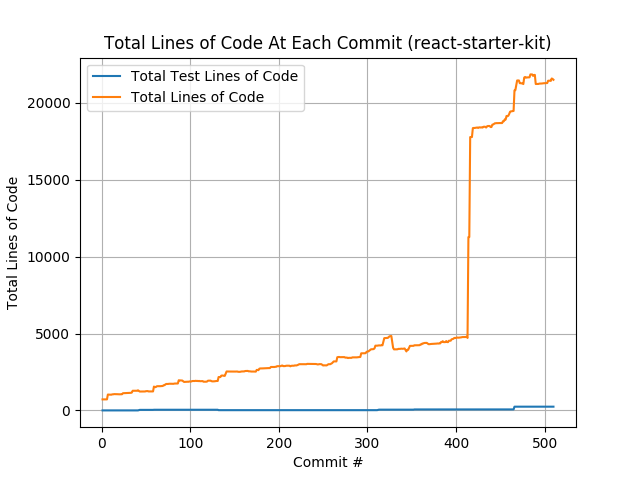 Total Lines of Code At Each Commit (react-starter-kit)
Total Test Lines of Code
Total Lines of Code
20000
15000
10000
5000
0
Total Lines of Code
0 100 200 300 400 500
Commit #